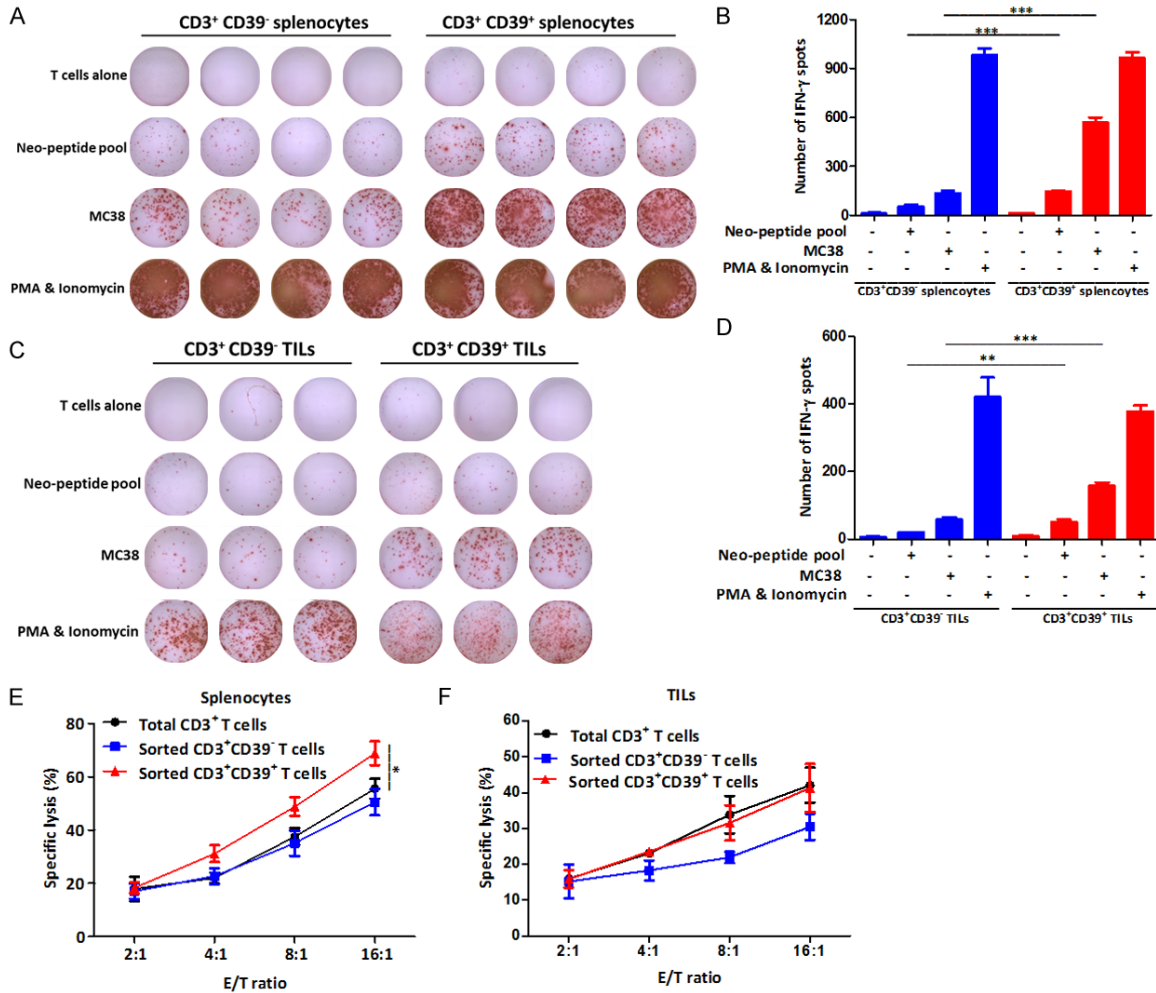 A
CD3+ CD39- splenocytes
CD3+ CD39+ splenocytes
T cells alone
Neo-peptide pool
MC38
PMA & Ionomycin
B
Number of IFN-γ spots
1200
900
600
300
0
***
***
Neo-peptide pool - + - - - + - -
MC38 - - + - - - + -
PMA & Ionomycin - - - + - - - +
CD3+CD39- splencoytes
CD3+CD39+ splencoytes
C
CD3+ CD39- TILs
CD3+ CD39+ TILs
T cells alone
Neo-peptide pool
MC38
PMA & Ionomycin
D
Number of IFN-γ spots
600
400
200
0
***
**
Neo-peptide pool - + - - - + - -
MC38 - - + - - - + -
PMA & Ionomycin - - - + - - - +
CD3+CD39- TILs
CD3+CD39+ TILs
E
Splenocytes
Total CD3+ T cells
Sorted CD3+CD39- T cells
Sorted CD3+CD39+ T cells
*
Specific lysis (%)
80
60
40
20
0
2:1 4:1 8:1 16:1
E/T ratio
F
TILs
Total CD3+ T cells
Sorted CD3+CD39- T cells
Sorted CD3+CD39+ T cells
Specific lysis (%)
60
50
40
30
20
10
0
2:1 4:1 8:1 16:1
E/T ratio